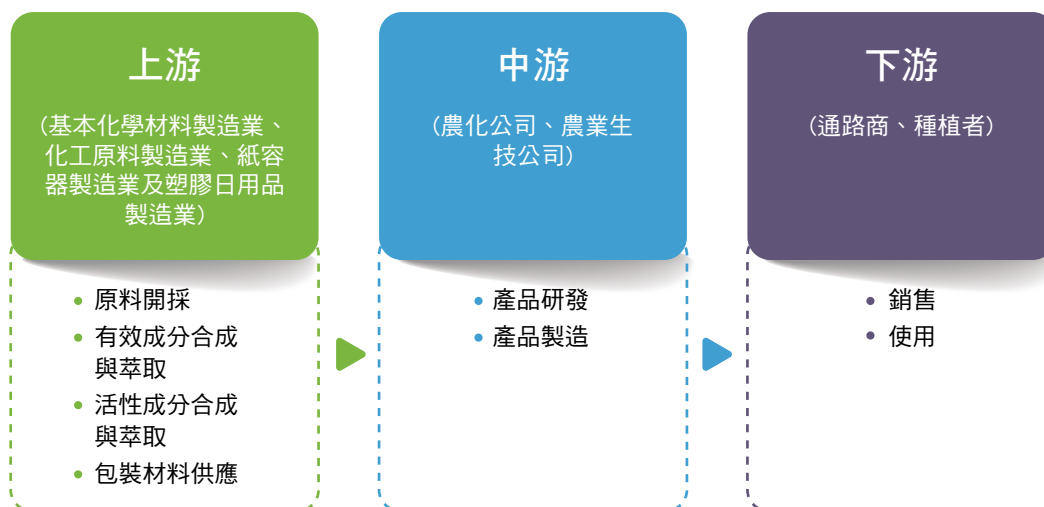 上游
（基本化學材料製造業、
化工原料製造業、紙容
器製造業及塑膠日用品
製造業）
• 原料開採
• 有效成分合成
與萃取
• 活性成分合成
與萃取
• 包裝材料供應
中游
（農化公司、農業生
技公司）
• 產品研發
• 產品製造
下游
（通路商、種植者）
• 銷售
• 使用